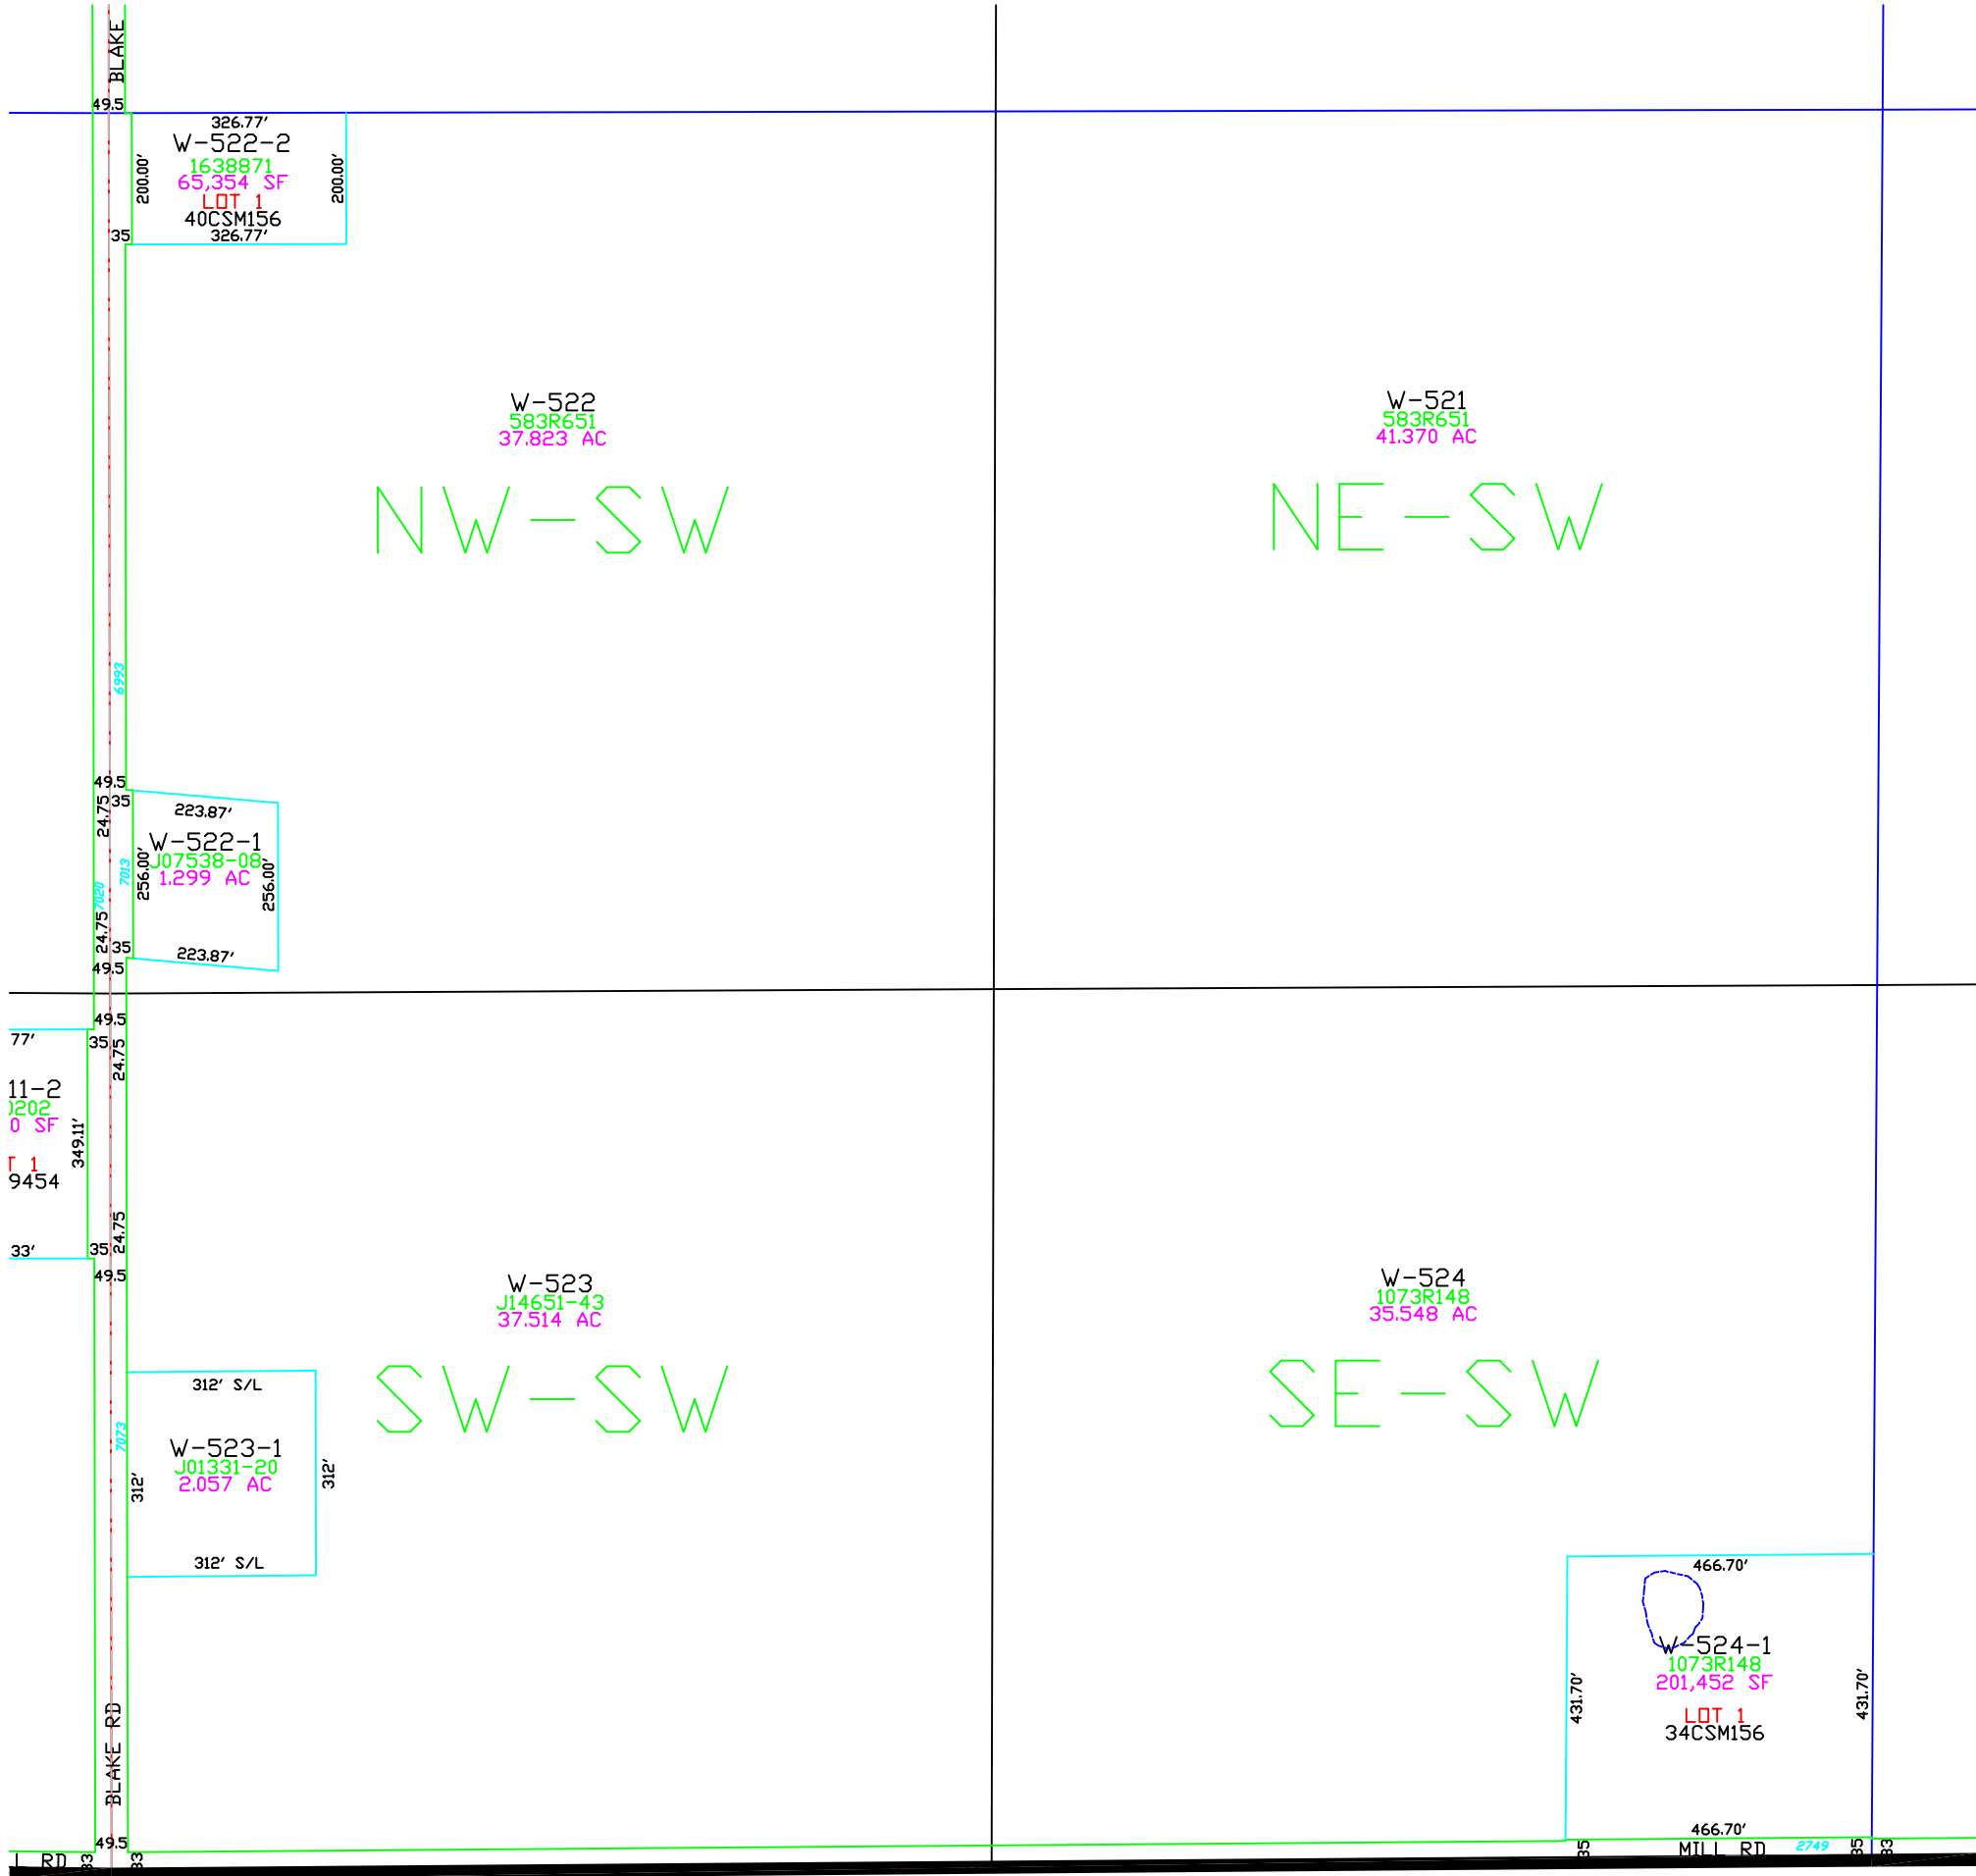 BLAKE
49.5
326.77'
W-522-2
1638871
65,354 SF
LOT 1
40CSM156
326.77'
200.00'
200.00'
35
W-522
583R651
37.823 AC
NW-SW
W-521
583R651
41.370 AC
NE-SW
6993
49.5
35
24.75
223.87'
W-522-1
J07538-08
1.299 AC
256.00'
256.00'
7013
7020
24.75
35
223.87'
49.5
49.5
77'
35
24.75
11-2
0202
0 SF
T 1
9454
349.11'
24.75
33'
35
49.5
W-523
J14651-43
37.514 AC
SW-SW
W-524
1073R148
35.548 AC
SE-SW
312' S/L
W-523-1
J01331-20
2.057 AC
312'
312'
7073
312' S/L
466.70'
W-524-1
1073R148
201,452 SF
LOT 1
34CSM156
431.70'
431.70'
BLAKE RD
466.70'
49.5
L RD
33
33
35
MILL RD
2749
35
33